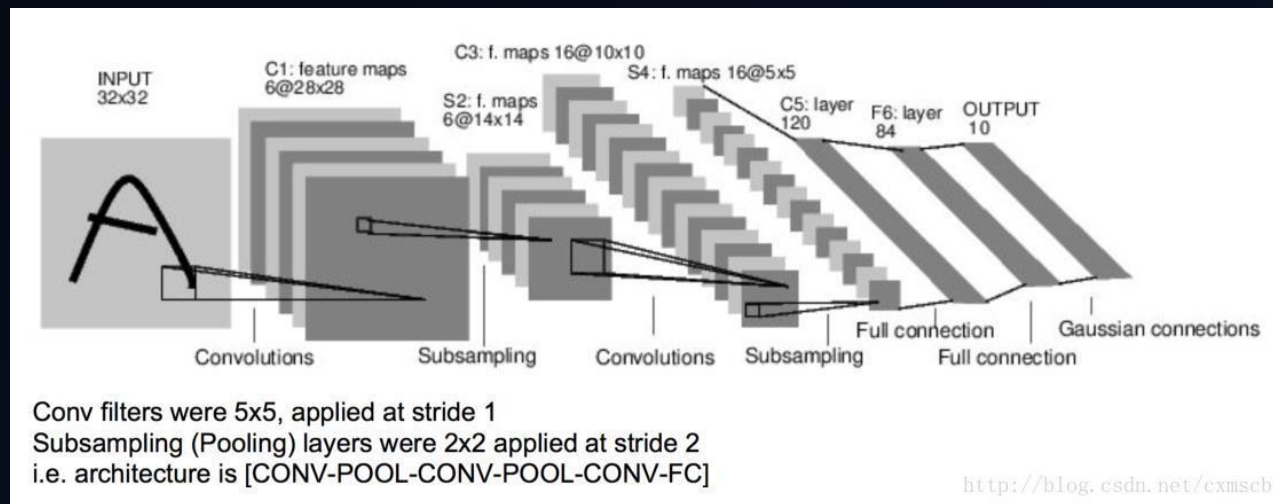 INPUT
32x32
C1: feature maps
6@28x28
S2: f. maps
6@14x14
C3: f. maps 16@10x10
S4: f. maps 16@5x5
C5: layer
120
F6: layer
84
OUTPUT
10
Convolutions
Subsampling
Convolutions
Subsampling
Full connection
Full connection
Gaussian connections
Conv filters were 5x5, applied at stride 1
Subsampling (Pooling) layers were 2x2 applied at stride 2
i.e. architecture is [CONV-POOL-CONV-POOL-CONV-FC]
http://blog.csdn.net/cxmscb